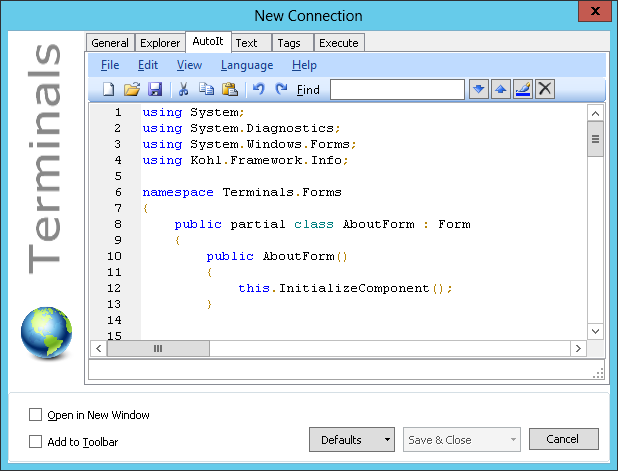 New Connection
Terminals
General Explorer AutoIt Text Tags Execute
File Edit View Language Help
Find
1 using System;
2 using System.Diagnostics;
3 using System.Windows.Forms;
4 using Kohl.Framework.Info;
5
6 namespace Terminals.Forms
7 {
8 public partial class AboutForm : Form
9 {
10 public AboutForm()
11 {
12 this.InitializeComponent();
13 }
14
15
Open in New Window
Add to Toolbar
Defaults Save & Close Cancel